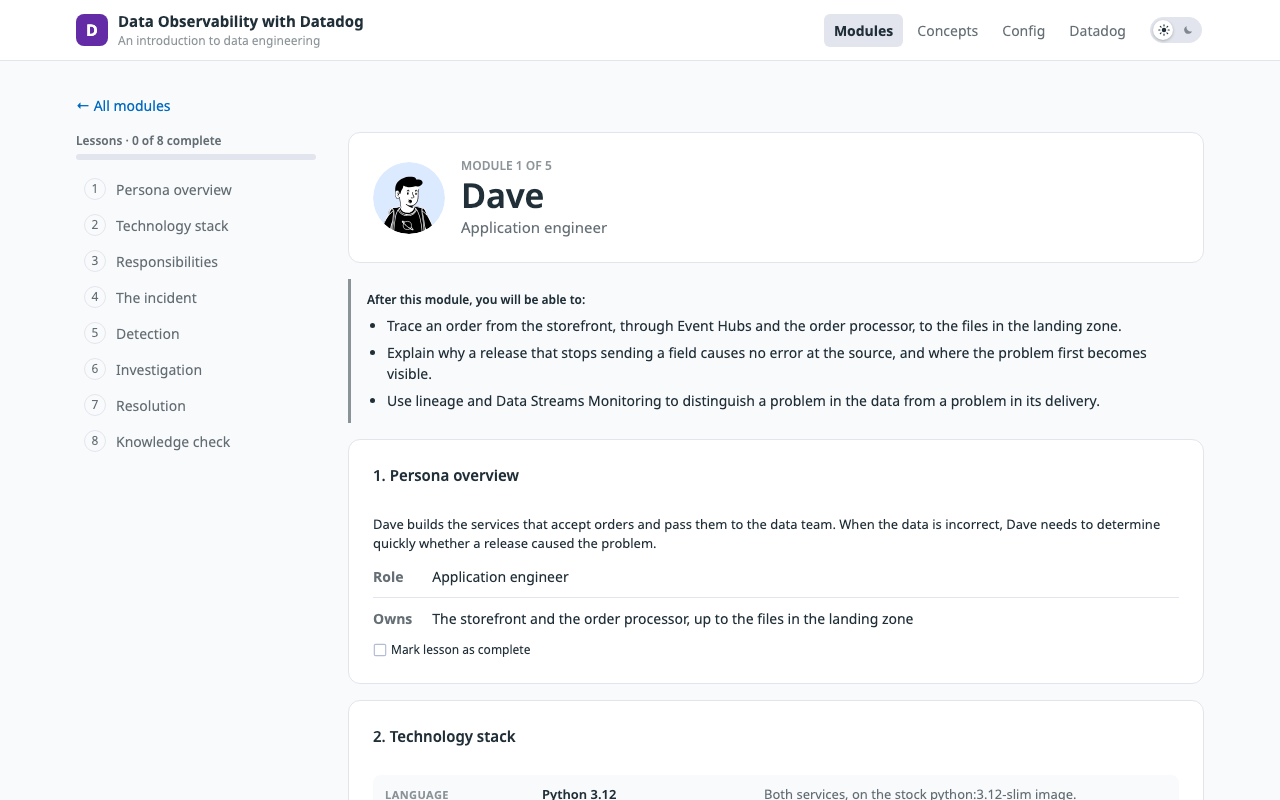 D
Data Observability with Datadog
An introduction to data engineering
Modules
Concepts
Config
Datadog
← All modules
Lessons · 0 of 8 complete
1 Persona overview
2 Technology stack
3 Responsibilities
4 The incident
5 Detection
6 Investigation
7 Resolution
8 Knowledge check
MODULE 1 OF 5
Dave
Application engineer
After this module, you will be able to:
• Trace an order from the storefront, through Event Hubs and the order processor, to the files in the landing zone.
• Explain why a release that stops sending a field causes no error at the source, and where the problem first becomes
visible.
• Use lineage and Data Streams Monitoring to distinguish a problem in the data from a problem in its delivery.
1. Persona overview
Dave builds the services that accept orders and pass them to the data team. When the data is incorrect, Dave needs to determine
quickly whether a release caused the problem.
Role Application engineer
Owns The storefront and the order processor, up to the files in the landing zone
Mark lesson as complete
2. Technology stack
LANGUAGE Python 3.12 Both services, on the stock python:3.12-slim image.